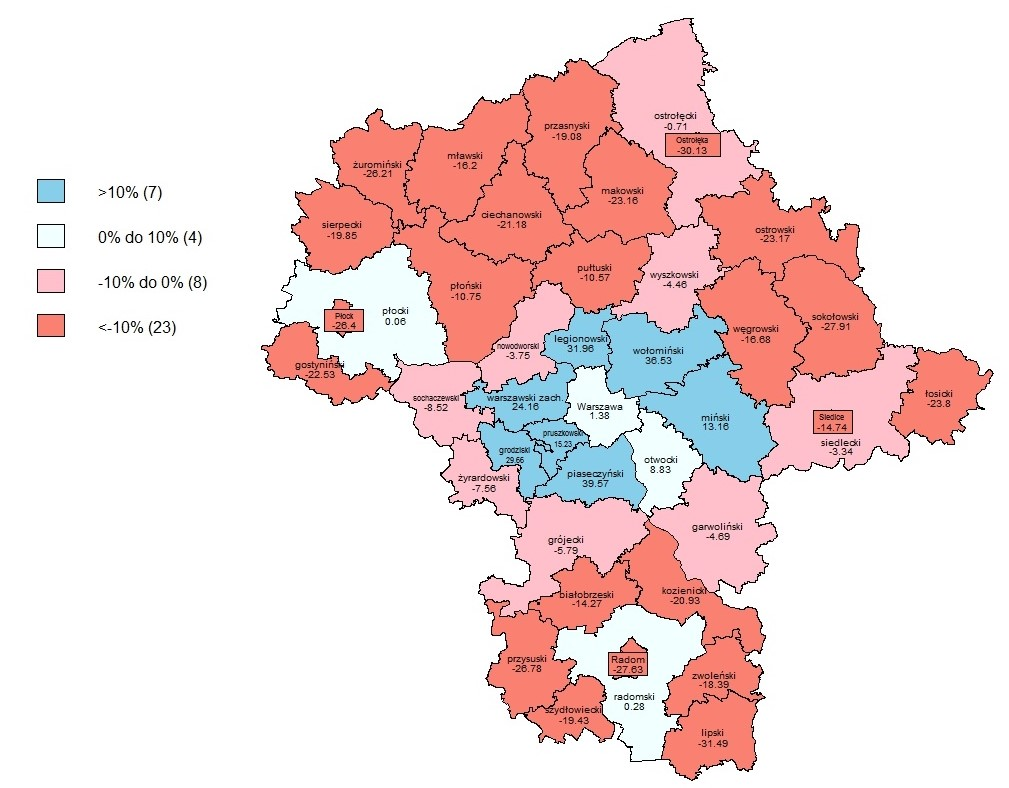 >10% (7)
0% do 10% (4)
-10% do 0% (8)
<-10% (23)
ostrołęcki
-0.71
Ostrołęka
-30.13
przasnyski
-19.08
mławski
-16.2
żuromiński
-26.21
makowski
-23.16
ciechanowski
-21.18
sierpecki
-19.85
ostrowski
-23.17
pułtuski
-10.57
wyszkowski
-4.46
płoński
-10.75
płocki
0.06
Płock
-26.4
sokołowski
-27.91
węgrowski
-16.68
legionowski
31.96
nowodworski
-3.75
wołomiński
36.53
gostyniński
-22.53
sochaczewski
-8.52
warszawski zach.
24.16
Warszawa
1.38
miński
13.16
Siedlce
-14.74
siedlecki
-3.34
łosicki
-23.8
pruszkowski
15.23
grodziski
29.66
otwocki
8.83
piaseczyński
39.57
żyrardowski
-7.56
garwoliński
-4.69
grójecki
-5.79
białobrzeski
-14.27
kozienicki
-20.93
przysuski
-26.78
Radom
-27.63
radomski
0.28
zwoleński
-18.39
szydłowiecki
-19.43
lipski
-31.49